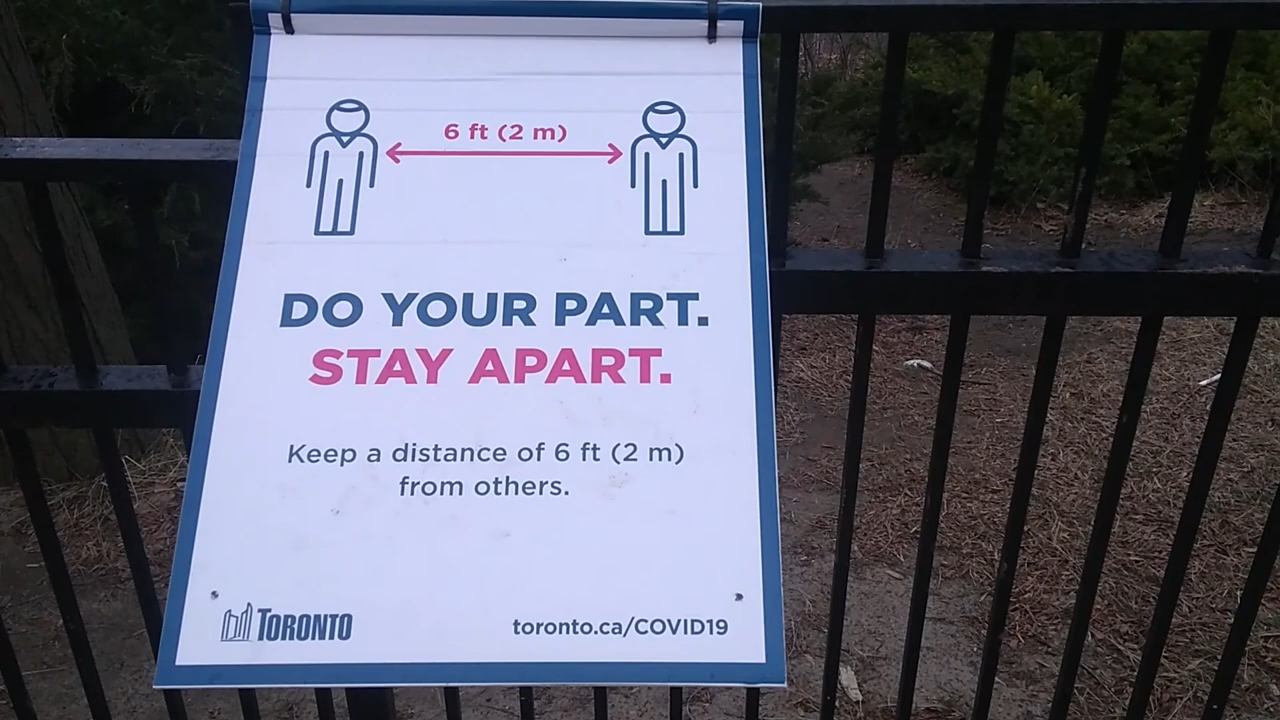 6 ft (2 m)
DO YOUR PART.
STAY APART.
Keep a distance of 6 ft (2 m)
from others.
TORONTO
toronto.ca/COVID19